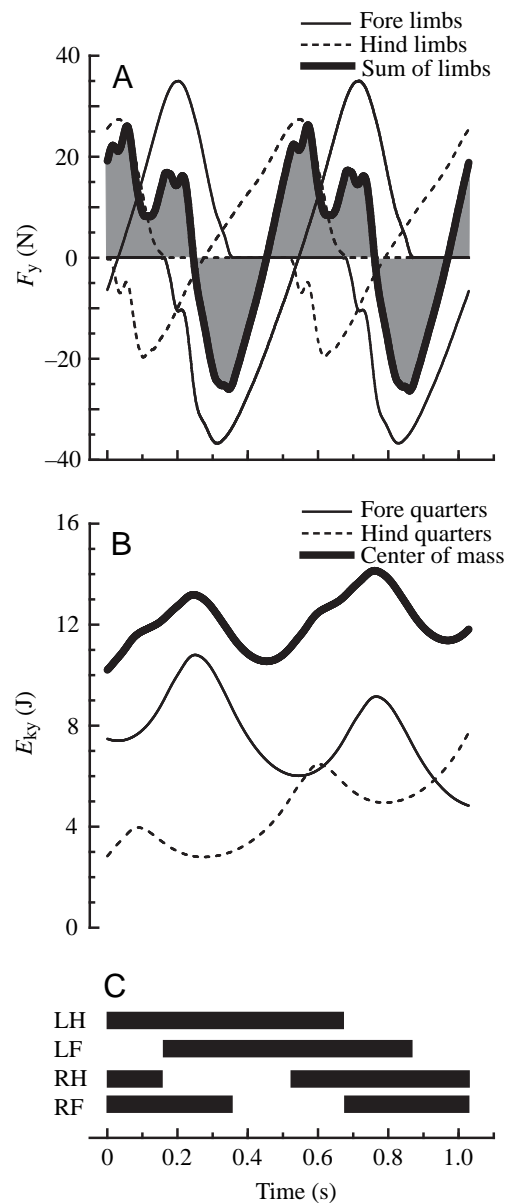 Fore limbs
Hind limbs
Sum of limbs
A
40
20
0
–20
–40
Fy (N)
Fore quarters
Hind quarters
Center of mass
B
16
12
8
4
0
Eky (J)
C
LH
LF
RH
RF
0 0.2 0.4 0.6 0.8 1.0
Time (s)